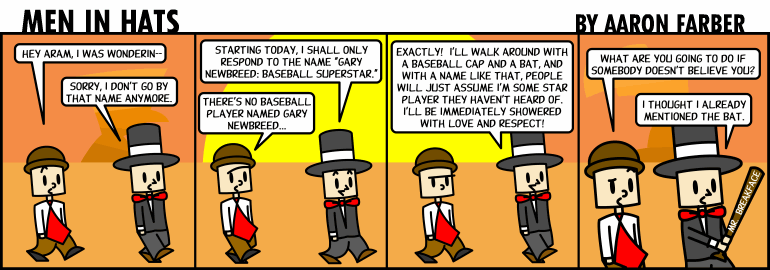 MEN IN HATS
BY AARON FARBER
HEY ARAM, I WAS WONDERIN--
SORRY, I DON'T GO BY
THAT NAME ANYMORE.
STARTING TODAY, I SHALL ONLY
RESPOND TO THE NAME "GARY
NEWBREED: BASEBALL SUPERSTAR."
THERE'S NO BASEBALL
PLAYER NAMED GARY
NEWBREED...
EXACTLY! I'LL WALK AROUND WITH
A BASEBALL CAP AND A BAT, AND
WITH A NAME LIKE THAT, PEOPLE
WILL JUST ASSUME I'M SOME STAR
PLAYER THEY HAVEN'T HEARD OF.
I'LL BE IMMEDIATELY SHOWERED
WITH LOVE AND RESPECT!
WHAT ARE YOU GOING TO DO IF
SOMEBODY DOESN'T BELIEVE YOU?
I THOUGHT I ALREADY
MENTIONED THE BAT.
MR. BREAKFACE